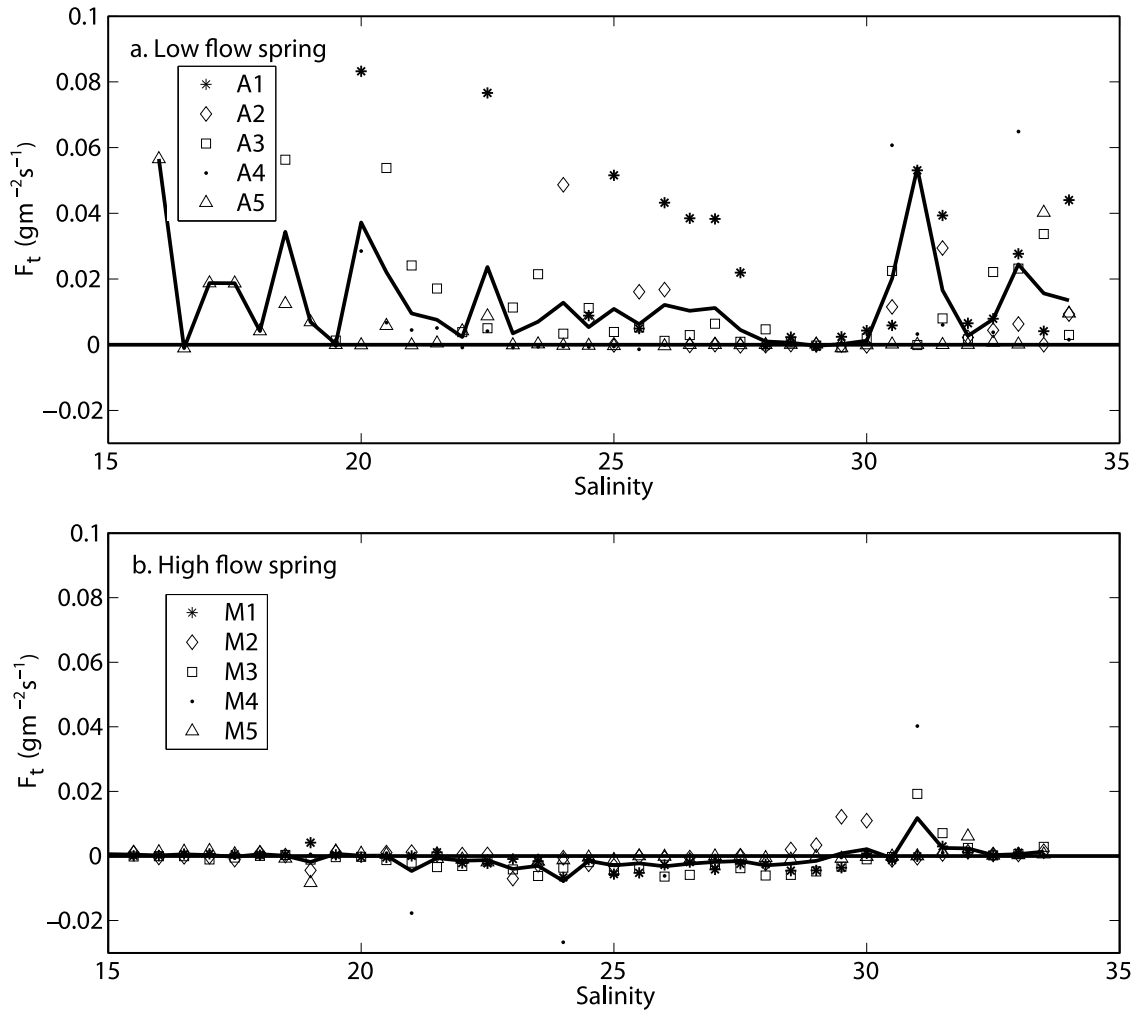 a. Low flow spring
A1
A2
A3
A4
A5
F_t (gm⁻²s⁻¹)
0.1
0.08
0.06
0.04
0.02
0
−0.02
15 20 25 30 35
Salinity
b. High flow spring
M1
M2
M3
M4
M5
F_t (gm⁻²s⁻¹)
0.1
0.08
0.06
0.04
0.02
0
−0.02
15 20 25 30 35
Salinity